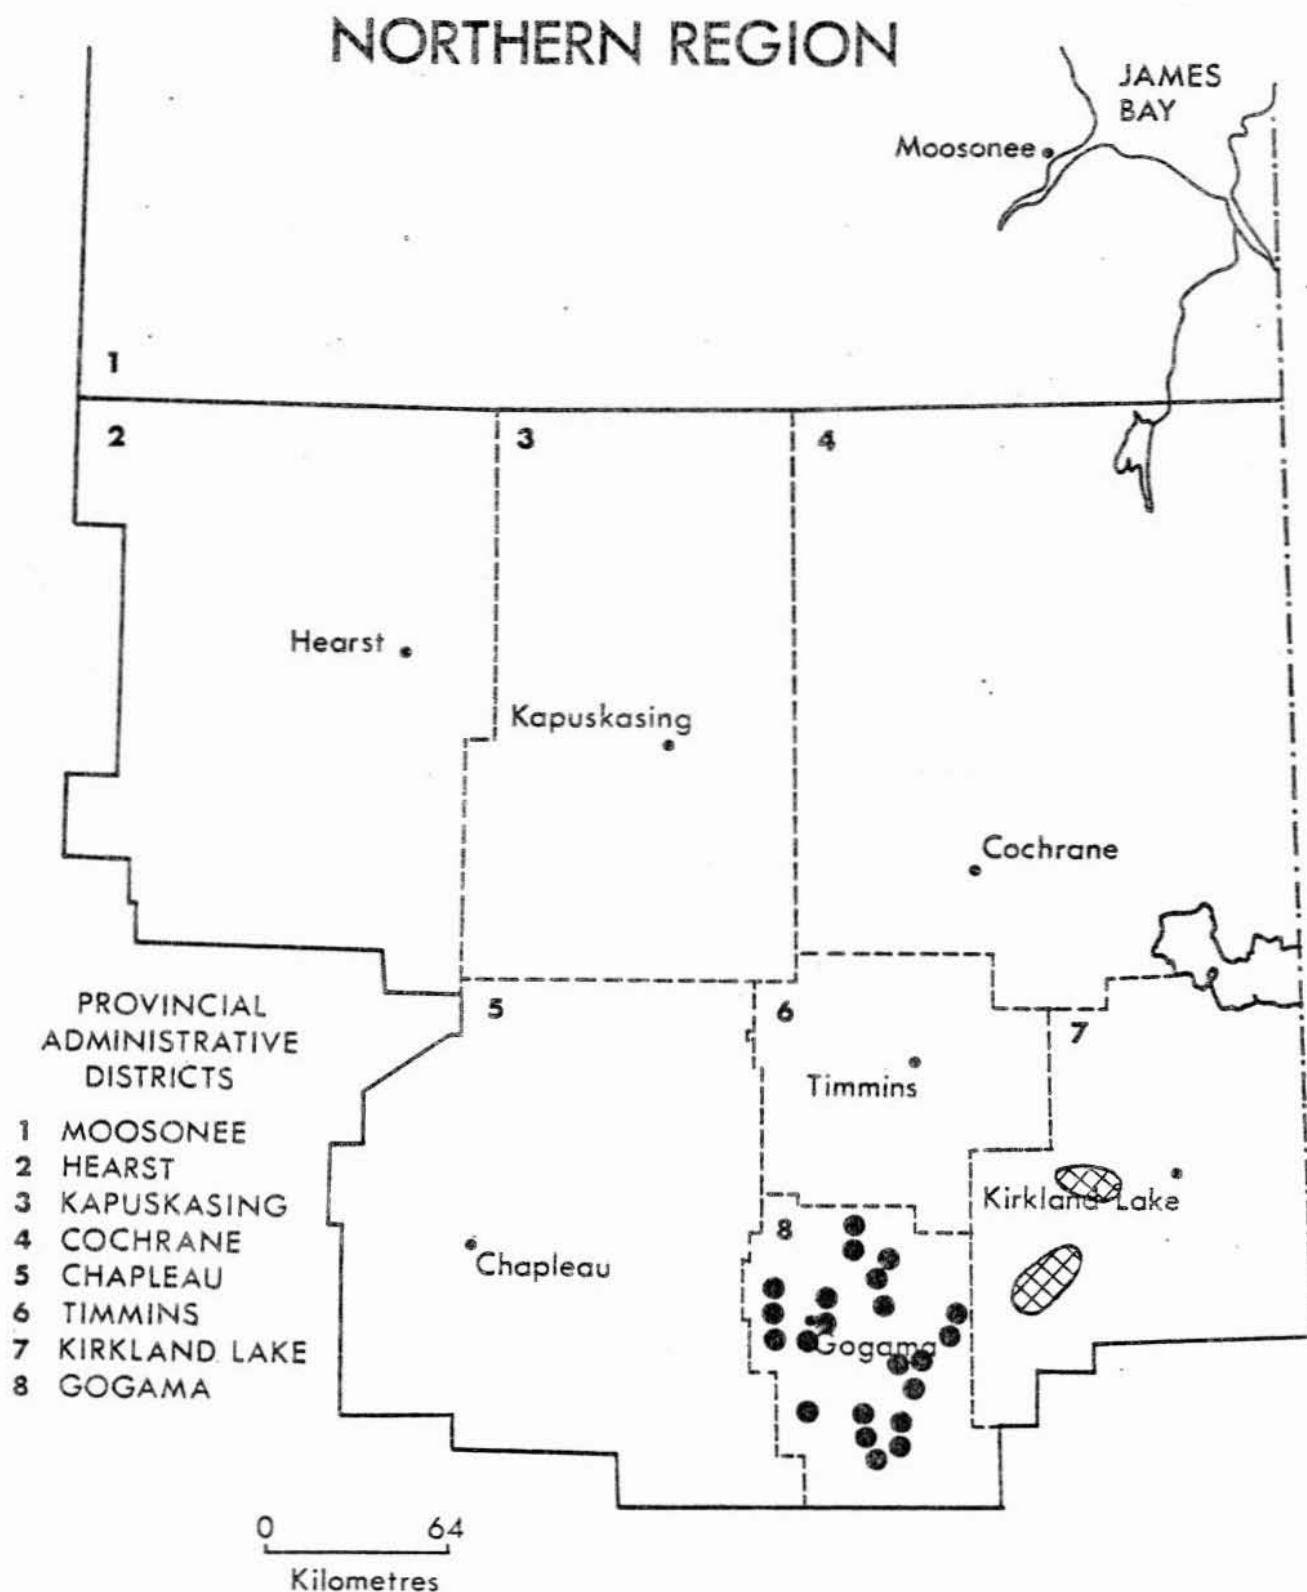 NORTHERN REGION
JAMES
BAY
Moosonee
1
2
3
4
Hearst
Kapuskasing
Cochrane
5
6
7
Timmins
Kirkland Lake
8
Chapleau
Gogama
PROVINCIAL
ADMINISTRATIVE
DISTRICTS
1 MOOSONEE
2 HEARST
3 KAPUSKASING
4 COCHRANE
5 CHAPLEAU
6 TIMMINS
7 KIRKLAND LAKE
8 GOGAMA
0 64
Kilometres